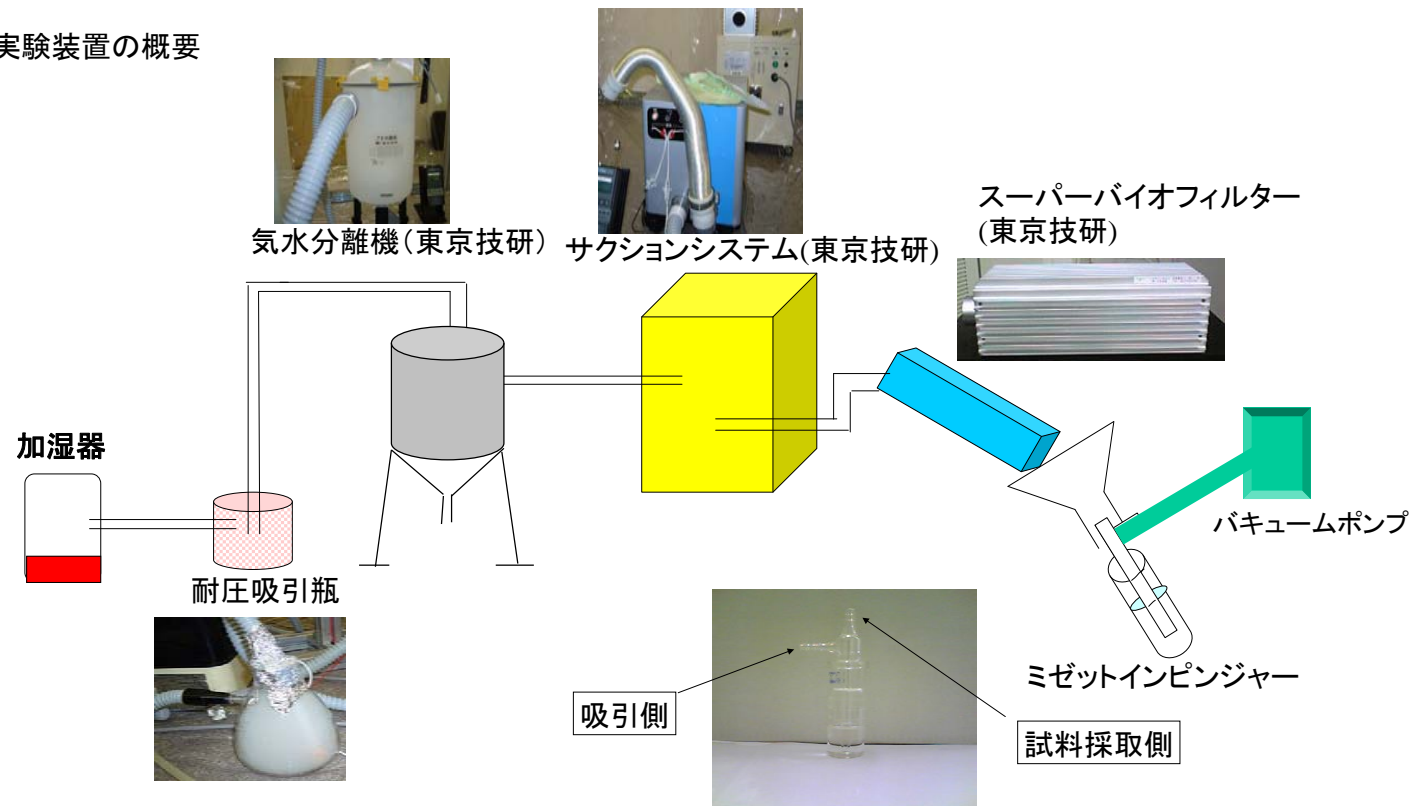 実験装置の概要
気水分離機(東京技研)
サクションシステム(東京技研)
スーパーバイオフィルター
(東京技研)
加湿器
耐圧吸引瓶
バキュームポンプ
ミゼットインピンジャー
吸引側
試料採取側